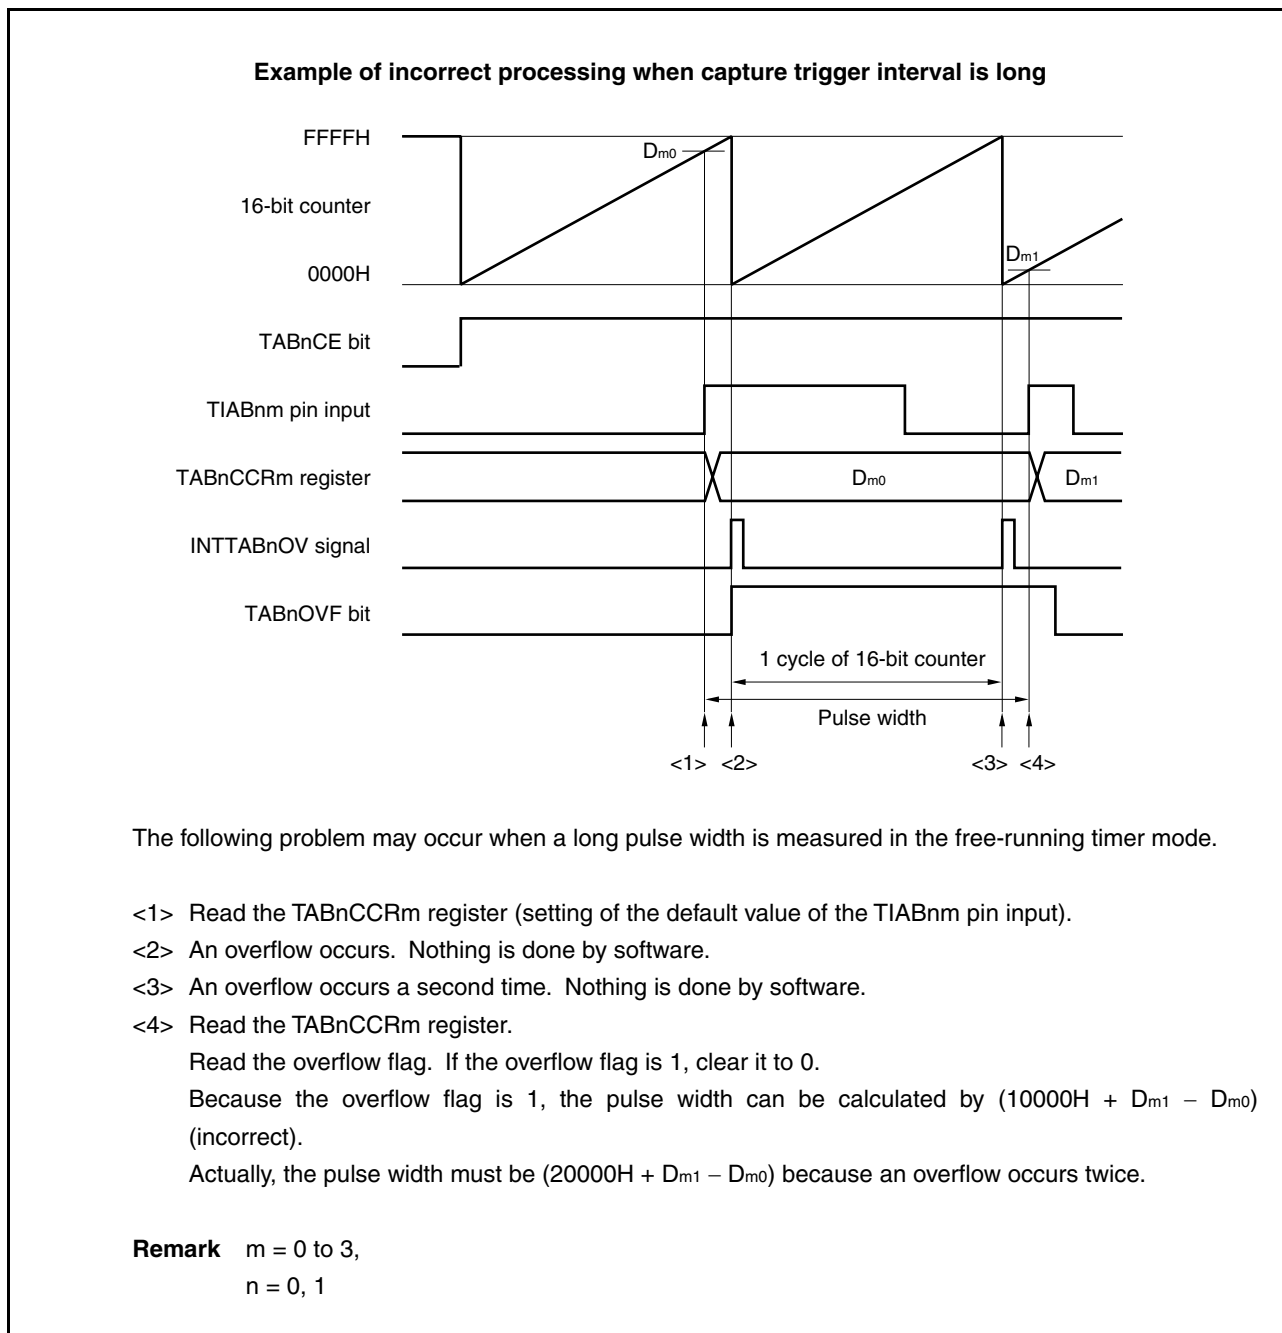 Example of incorrect processing when capture trigger interval is long
FFFFH
Dm0
16-bit counter
Dm1
0000H
TABnCE bit
TIABnm pin input
TABnCCRm register
Dm0
Dm1
INTTABnOV signal
TABnOVF bit
1 cycle of 16-bit counter
Pulse width
<1> <2> <3> <4>
The following problem may occur when a long pulse width is measured in the free-running timer mode.
<1> Read the TABnCCRm register (setting of the default value of the TIABnm pin input).
<2> An overflow occurs. Nothing is done by software.
<3> An overflow occurs a second time. Nothing is done by software.
<4> Read the TABnCCRm register.
Read the overflow flag. If the overflow flag is 1, clear it to 0.
Because the overflow flag is 1, the pulse width can be calculated by (10000H + Dm1 − Dm0)
(incorrect).
Actually, the pulse width must be (20000H + Dm1 − Dm0) because an overflow occurs twice.
Remark m = 0 to 3,
n = 0, 1